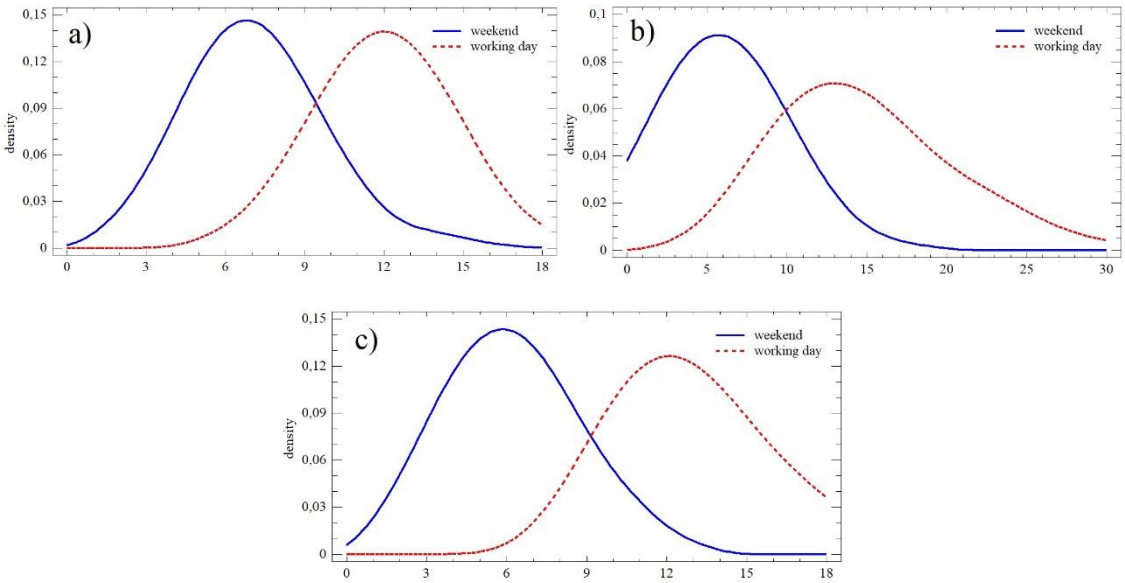 a)
weekend
working day
density
0,15
0,12
0,09
0,06
0,03
0
0 3 6 9 12 15 18
b)
weekend
working day
density
0,1
0,08
0,06
0,04
0,02
0
0 5 10 15 20 25 30
c)
weekend
working day
density
0,15
0,12
0,09
0,06
0,03
0
0 3 6 9 12 15 18